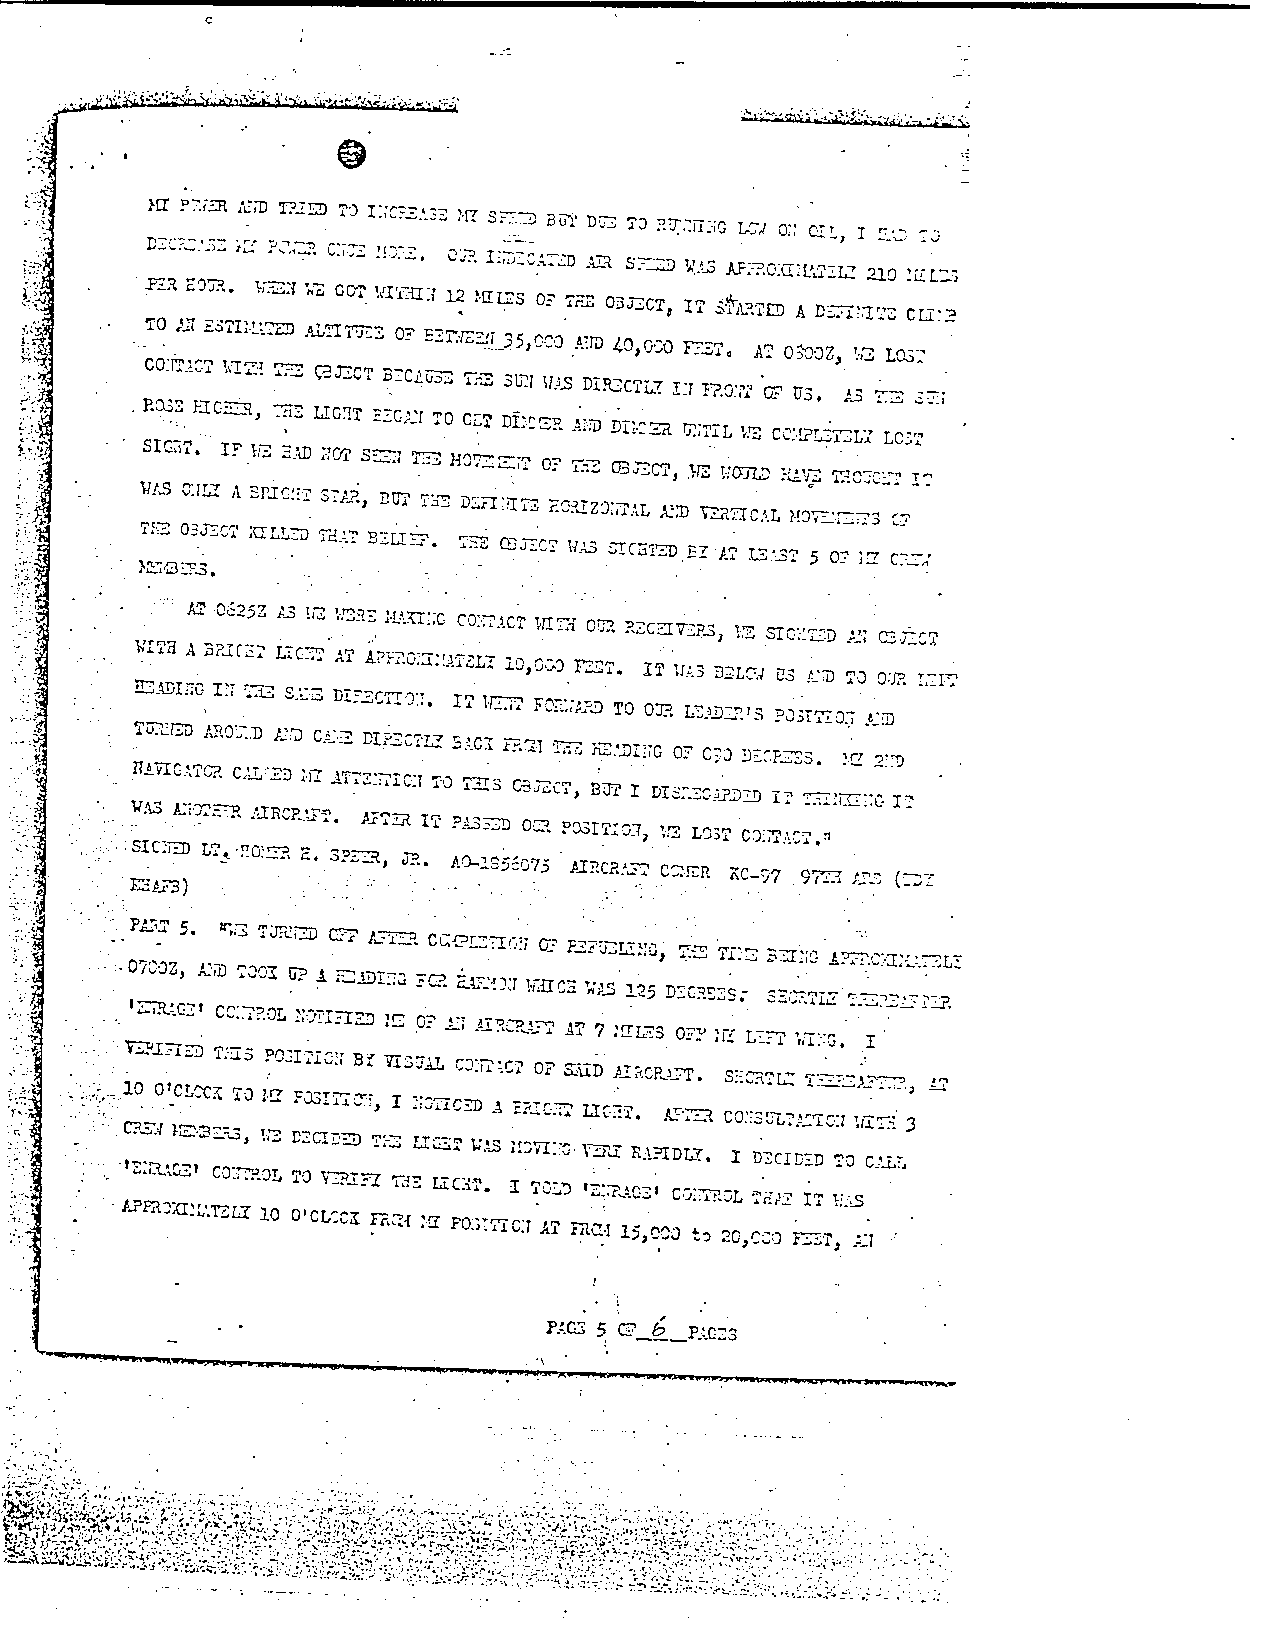 MY POWER AND TRIED TO INCREASE MY SPEED BUT DUE TO RUNNING LOW ON OIL, I HAD TO
DECREASE MY POWER ONCE MORE. OUR INDICATED AIR SPEED WAS APPROXIMATELY 210 MILES
PER HOUR. WHEN WE GOT WITHIN 12 MILES OF THE OBJECT, IT STARTED A DEFINITE CLIMB
TO AN ESTIMATED ALTITUDE OF BETWEEN 35,000 AND 40,000 FEET. AT 0800Z, WE LOST
CONTACT WITH THE OBJECT BECAUSE THE SUN WAS DIRECTLY IN FRONT OF US. AS THE SUN
ROSE HIGHER, THE LIGHT BEGAN TO GET DIMMER AND DIMMER UNTIL WE COMPLETELY LOST
SIGHT. IF WE HAD NOT SEEN THE MOVEMENT OF THE OBJECT, WE WOULD HAVE THOUGHT IT
WAS ONLY A BRIGHT STAR, BUT THE DEFINITE HORIZONTAL AND VERTICAL MOVEMENTS OF
THE OBJECT KILLED THAT BELIEF. THE OBJECT WAS SIGHTED BY AT LEAST 5 OF MY CREW
MEMBERS.
AT 0625Z AS WE WERE MAKING CONTACT WITH OUR RECEIVERS, WE SIGHTED AN OBJECT
WITH A BRIGHT LIGHT AT APPROXIMATELY 10,000 FEET. IT WAS BELOW US AND TO OUR LEFT
HEADING IN THE SAME DIRECTION. IT WENT FORWARD TO OUR LEADER'S POSITION AND
TURNED AROUND AND CAME DIRECTLY BACK FROM THE HEADING OF DEGREES. MY 2ND
NAVIGATOR CALLED MY ATTENTION TO THIS OBJECT, BUT I DISREGARDED IT THINKING IT
WAS ANOTHER AIRCRAFT. AFTER IT PASSED OUR POSITION, WE LOST CONTACT."
SIGNED LT. HOMER E. SPEER, JR. AO-1856075 AIRCRAFT COMDR KC-97 97TH ARS (TDY
EHAFB)
PART 5. "WE TURNED OFF AFTER COMPLETION OF REFUELING, THE TIME BEING APPROXIMATELY
0700Z, AND TOOK UP A HEADING FOR HARMON WHICH WAS 125 DEGREES. SHORTLY THEREAFTER
'ENRAGE' CONTROL NOTIFIED ME OF AN AIRCRAFT AT 7 MILES OFF MY LEFT WING. I
VERIFIED THIS POSITION BY VISUAL CONTACT OF SAID AIRCRAFT. SHORTLY THEREAFTER, AT
10 O'CLOCK TO MY POSITION, I NOTICED A BRIGHT LIGHT. AFTER CONSULTATION WITH 3
CREW MEMBERS, WE DECIDED THE LIGHT WAS MOVING VERY RAPIDLY. I DECIDED TO CALL
'ENRAGE' CONTROL TO VERIFY THE LIGHT. I TOLD 'ENRAGE' CONTROL THAT IT WAS
APPROXIMATELY 10 O'CLOCK FROM MY POSITION AT FROM 15,000 to 20,000 FEET, AN
PAGE 5 OF 6 PAGES